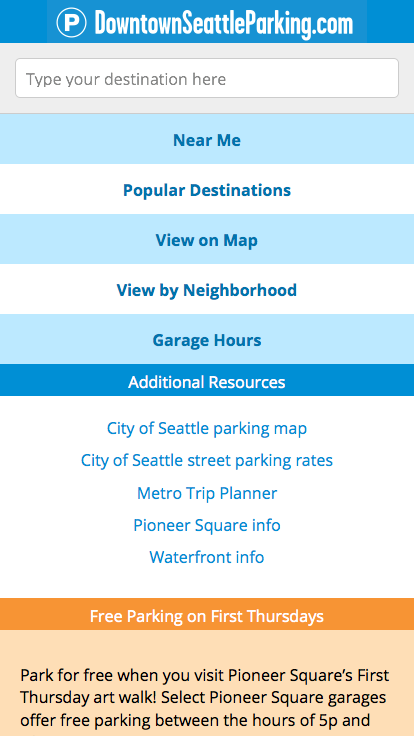 P DowntownSeattleParking.com
Type your destination here
Near Me
Popular Destinations
View on Map
View by Neighborhood
Garage Hours
Additional Resources
City of Seattle parking map
City of Seattle street parking rates
Metro Trip Planner
Pioneer Square info
Waterfront info
Free Parking on First Thursdays
Park for free when you visit Pioneer Square’s First
Thursday art walk! Select Pioneer Square garages
offer free parking between the hours of 5p and